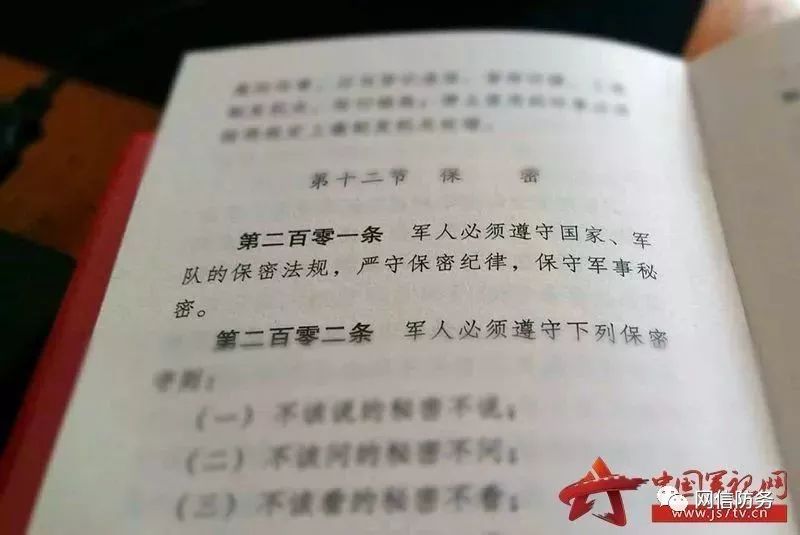 第十二节 保 密
第二百零一条 军人必须遵守国家、军
队的保密法规，严守保密纪律，保守军事秘
密。
第二百零二条 军人必须遵守下列保密
守则：
（一）不该说的秘密不说；
（二）不该问的秘密不问；
（三）不该看的秘密不看；
中国军视网
网信防务
www.js7tv.cn